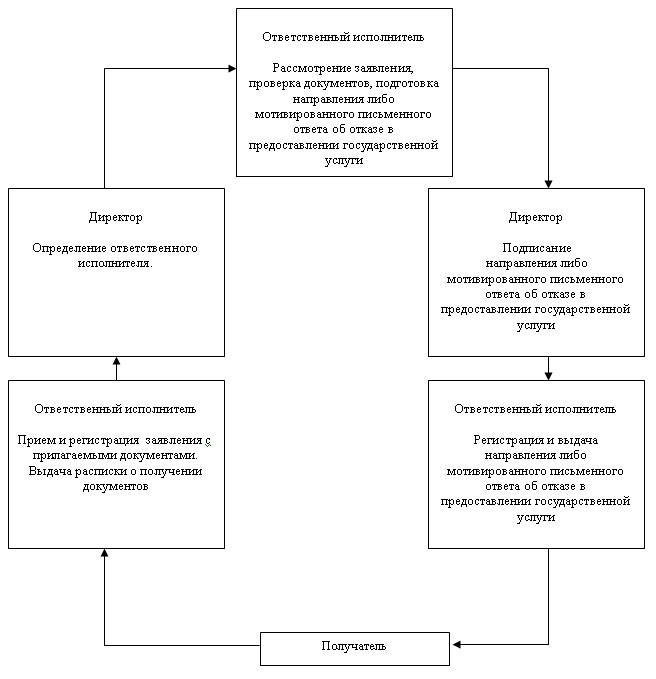 Ответственный исполнитель
Рассмотрение заявления,
проверка документов, подготовка
направления либо
мотивированного письменного
ответа об отказе в
предоставлении государственной
услуги
Директор
Определение ответственного
исполнителя.
Директор
Подписание
направления либо
мотивированного письменного
ответа об отказе в
предоставлении государственной
услуги
Ответственный исполнитель
Прием и регистрация заявления с
прилагаемыми документами.
Выдача расписки о получении
документов
Ответственный исполнитель
Регистрация и выдача
направления либо
мотивированного письменного
ответа об отказе в
предоставлении государственной
услуги
Получатель